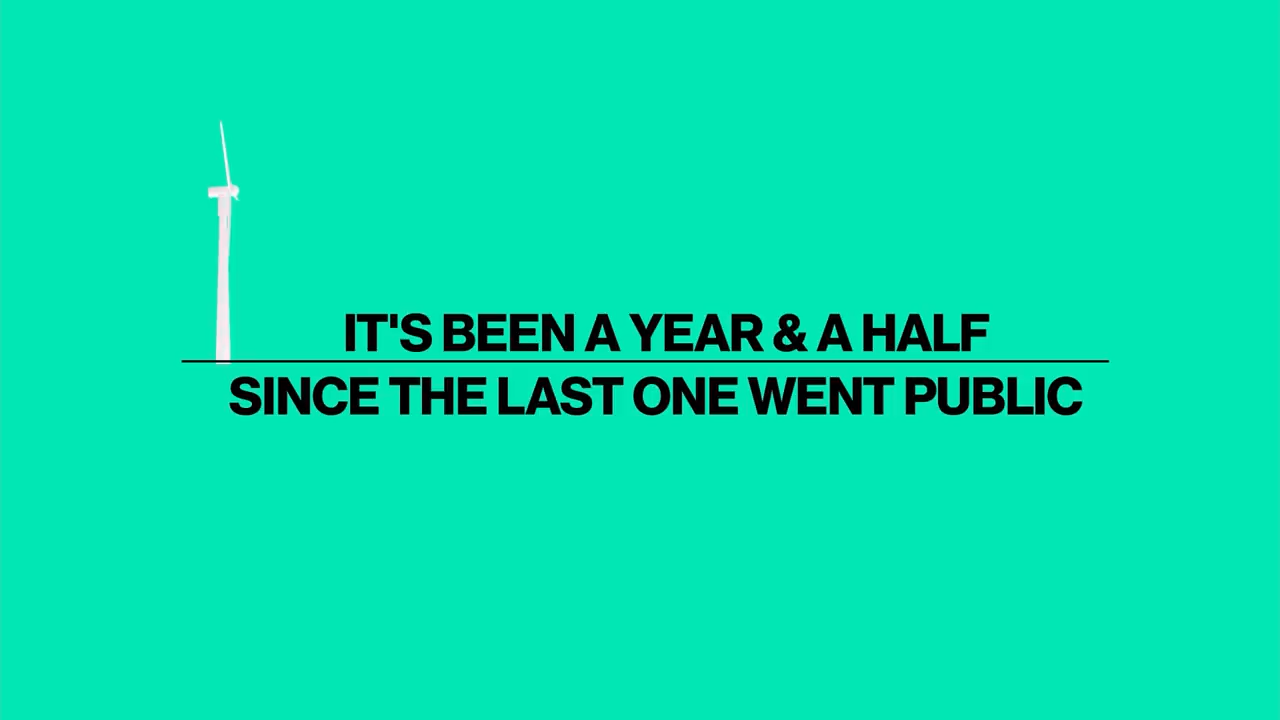 IT'S BEEN A YEAR & A HALF
SINCE THE LAST ONE WENT PUBLIC